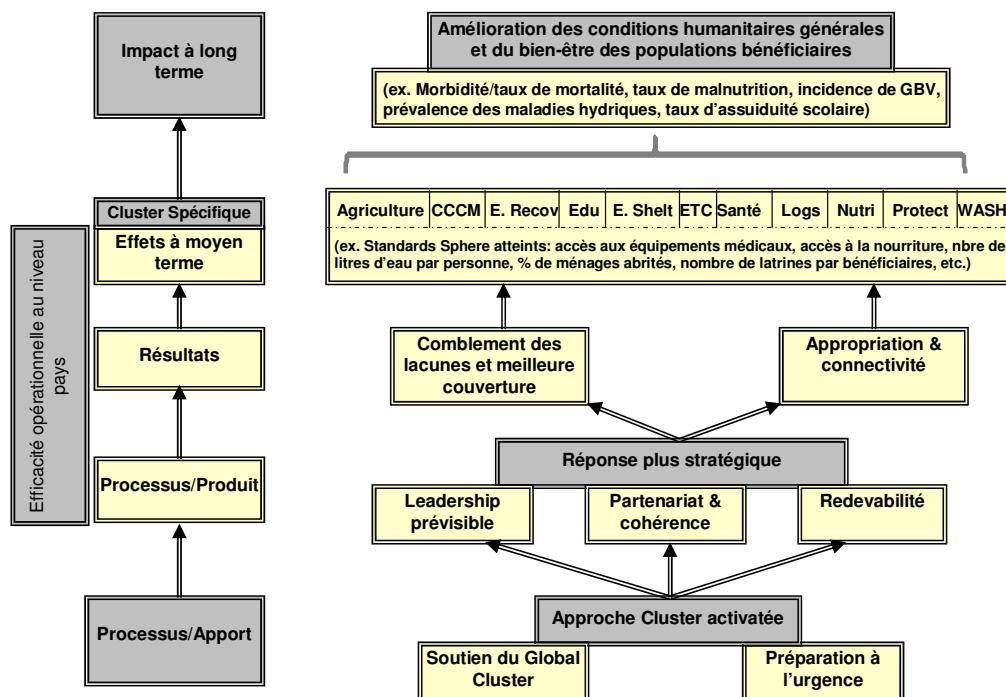 Impact à long
terme
Cluster Spécifique
Effets à moyen
terme
Résultats
Processus/Produit
Processus/Apport
Efficacité opérationnelle au niveau
pays
Amélioration des conditions humanitaires générales
et du bien-être des populations bénéficiaires
(ex. Morbidité/taux de mortalité, taux de malnutrition, incidence de GBV,
prévalence des maladies hydriques, taux d'assuiduité scolaire)
Agriculture CCCM E. Recov Edu E. Shelt ETC Santé Logs Nutri Protect WASH
(ex. Standards Sphere atteints: accès aux équipements médicaux, accès à la nourriture, nbre de
litres d'eau par personne, % de ménages abrités, nombre de latrines par bénéficiaires, etc.)
Comblement des
lacunes et meilleure
couverture
Appropriation &
connectivité
Réponse plus stratégique
Leadership
prévisible
Partenariat &
cohérence
Redevabilité
Approche Cluster activatée
Soutien du Global
Cluster
Préparation à
l'urgence